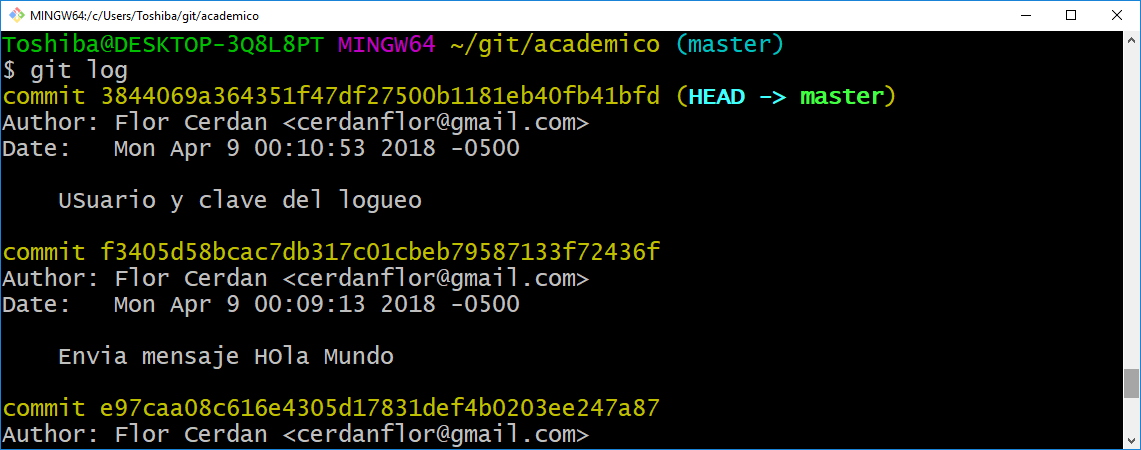 MINGW64:/c/Users/Toshiba/git/academico
Toshiba@DESKTOP-3Q8L8PT MINGW64 ~/git/academico (master)
$ git log
commit 3844069a364351f47df27500b1181eb40fb41bfd (HEAD -> master)
Author: Flor Cerdan <cerdanflor@gmail.com>
Date:   Mon Apr 9 00:10:53 2018 -0500
USuario y clave del logueo
commit f3405d58bcac7db317c01cbeb79587133f72436f
Author: Flor Cerdan <cerdanflor@gmail.com>
Date:   Mon Apr 9 00:09:13 2018 -0500
Envia mensaje HOla Mundo
commit e97caa08c616e4305d17831def4b0203ee247a87
Author: Flor Cerdan <cerdanflor@gmail.com>